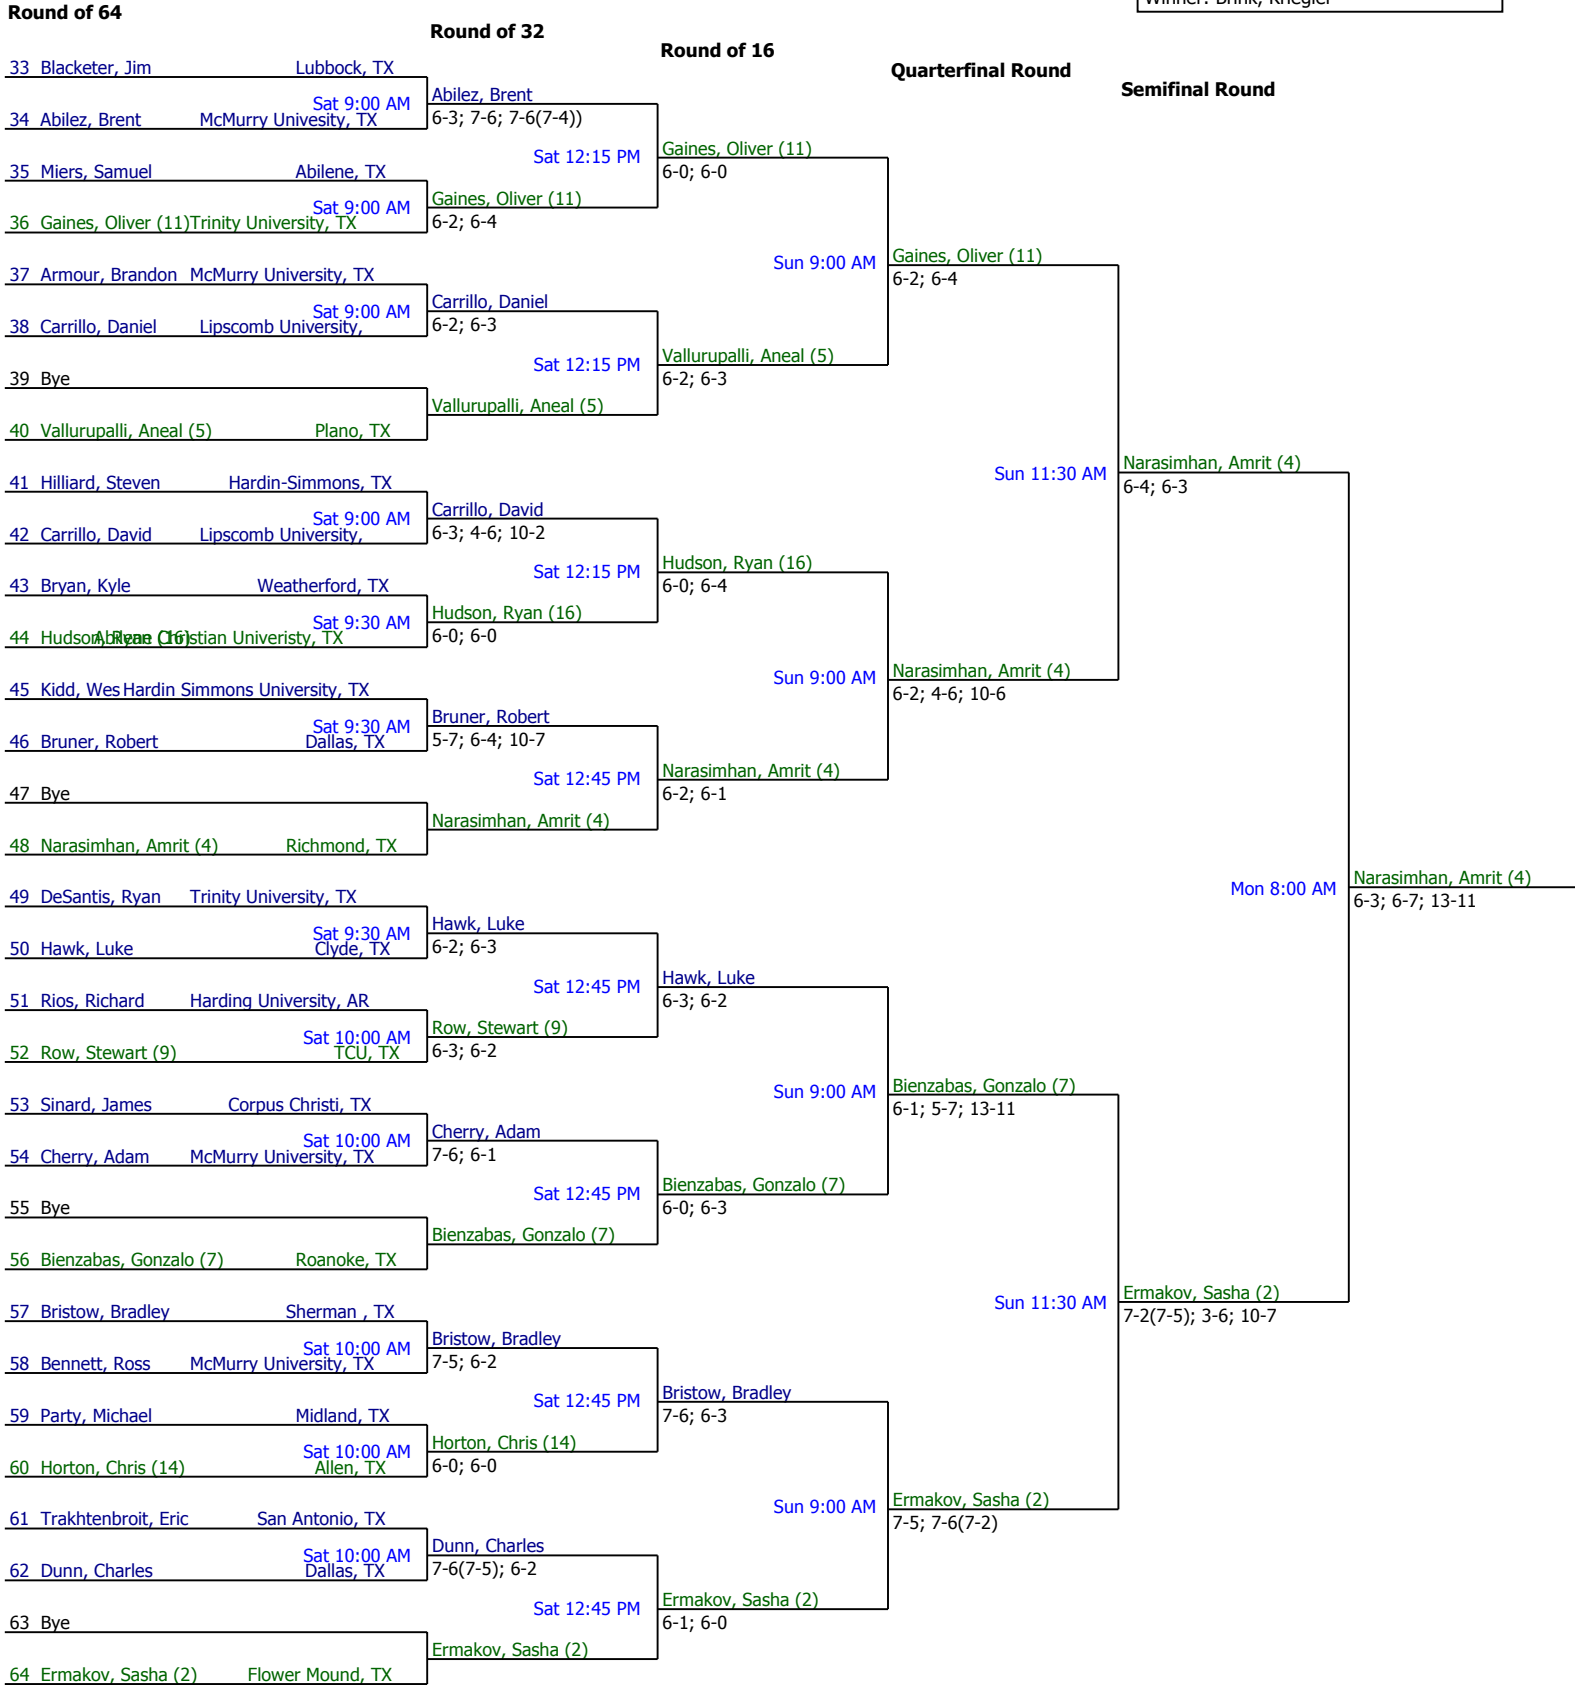 Winner: Brink, Kriegler
Round of 64
Round of 32
Round of 16
Quarterfinal Round
Semifinal Round
33 Blacketer, Jim Lubbock, TX
Sat 9:00 AM
34 Abilez, Brent McMurry Univesity, TX
Abilez, Brent
6-3; 7-6; 7-6(7-4))
35 Miers, Samuel Abilene, TX
Sat 9:00 AM
36 Gaines, Oliver (11) Trinity University, TX
Gaines, Oliver (11)
6-2; 6-4
Sat 12:15 PM
Gaines, Oliver (11)
6-0; 6-0
37 Armour, Brandon McMurry University, TX
Sat 9:00 AM
38 Carrillo, Daniel Lipscomb University,
Carrillo, Daniel
6-2; 6-3
39 Bye
40 Vallurupalli, Aneal (5) Plano, TX
Vallurupalli, Aneal (5)
Sat 12:15 PM
Vallurupalli, Aneal (5)
6-2; 6-3
Sun 9:00 AM
Gaines, Oliver (11)
6-2; 6-4
41 Hilliard, Steven Hardin-Simmons, TX
Sat 9:00 AM
42 Carrillo, David Lipscomb University,
Carrillo, David
6-3; 4-6; 10-2
43 Bryan, Kyle Weatherford, TX
Sat 9:30 AM
44 Hudson, Ryan (16) Abilene Christian Univeristy, TX
Hudson, Ryan (16)
6-0; 6-0
Sat 12:15 PM
Hudson, Ryan (16)
6-0; 6-4
45 Kidd, Wes Hardin Simmons University, TX
Sat 9:30 AM
46 Bruner, Robert Dallas, TX
Bruner, Robert
5-7; 6-4; 10-7
47 Bye
48 Narasimhan, Amrit (4) Richmond, TX
Narasimhan, Amrit (4)
Sat 12:45 PM
Narasimhan, Amrit (4)
6-2; 6-1
Sun 9:00 AM
Narasimhan, Amrit (4)
6-2; 4-6; 10-6
Sun 11:30 AM
Narasimhan, Amrit (4)
6-4; 6-3
49 DeSantis, Ryan Trinity University, TX
Sat 9:30 AM
50 Hawk, Luke Clyde, TX
Hawk, Luke
6-2; 6-3
51 Rios, Richard Harding University, AR
Sat 10:00 AM
52 Row, Stewart (9) TCU, TX
Row, Stewart (9)
6-3; 6-2
Sat 12:45 PM
Hawk, Luke
6-3; 6-2
53 Sinard, James Corpus Christi, TX
Sat 10:00 AM
54 Cherry, Adam McMurry University, TX
Cherry, Adam
7-6; 6-1
55 Bye
56 Bienzabas, Gonzalo (7) Roanoke, TX
Bienzabas, Gonzalo (7)
Sat 12:45 PM
Bienzabas, Gonzalo (7)
6-0; 6-3
Sun 9:00 AM
Bienzabas, Gonzalo (7)
6-1; 5-7; 13-11
57 Bristow, Bradley Sherman , TX
Sat 10:00 AM
58 Bennett, Ross McMurry University, TX
Bristow, Bradley
7-5; 6-2
59 Party, Michael Midland, TX
Sat 10:00 AM
60 Horton, Chris (14) Allen, TX
Horton, Chris (14)
6-0; 6-0
Sat 12:45 PM
Bristow, Bradley
7-6; 6-3
61 Trakhtenbroit, Eric San Antonio, TX
Sat 10:00 AM
62 Dunn, Charles Dallas, TX
Dunn, Charles
7-6(7-5); 6-2
63 Bye
64 Ermakov, Sasha (2) Flower Mound, TX
Ermakov, Sasha (2)
Sat 12:45 PM
Ermakov, Sasha (2)
6-1; 6-0
Sun 9:00 AM
Ermakov, Sasha (2)
7-5; 7-6(7-2)
Sun 11:30 AM
Ermakov, Sasha (2)
7-2(7-5); 3-6; 10-7
Mon 8:00 AM
Narasimhan, Amrit (4)
6-3; 6-7; 13-11